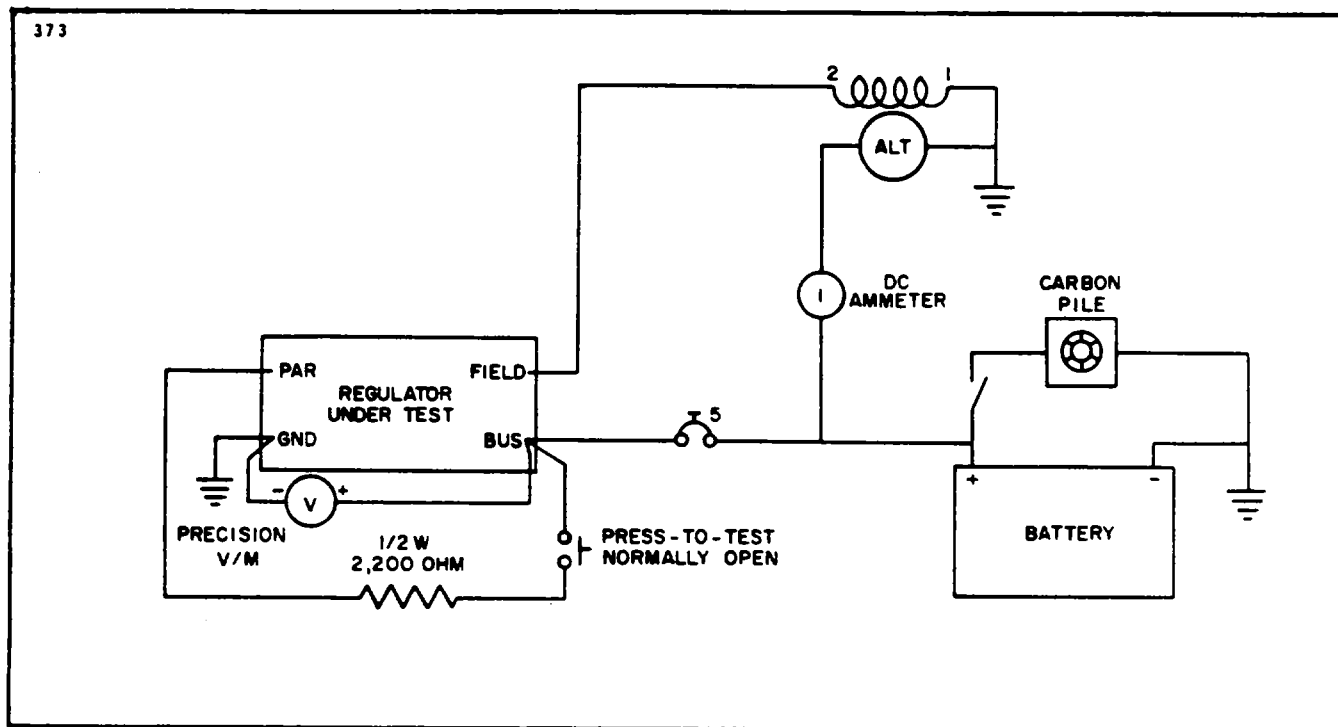 373
2 1
ALT
DC
AMMETER
I
CARBON
PILE
PAR
FIELD
REGULATOR
UNDER TEST
GND
BUS
5
- V +
PRECISION
V/M
1/2 W
2,200 OHM
PRESS-TO-TEST
NORMALLY OPEN
+ -
BATTERY